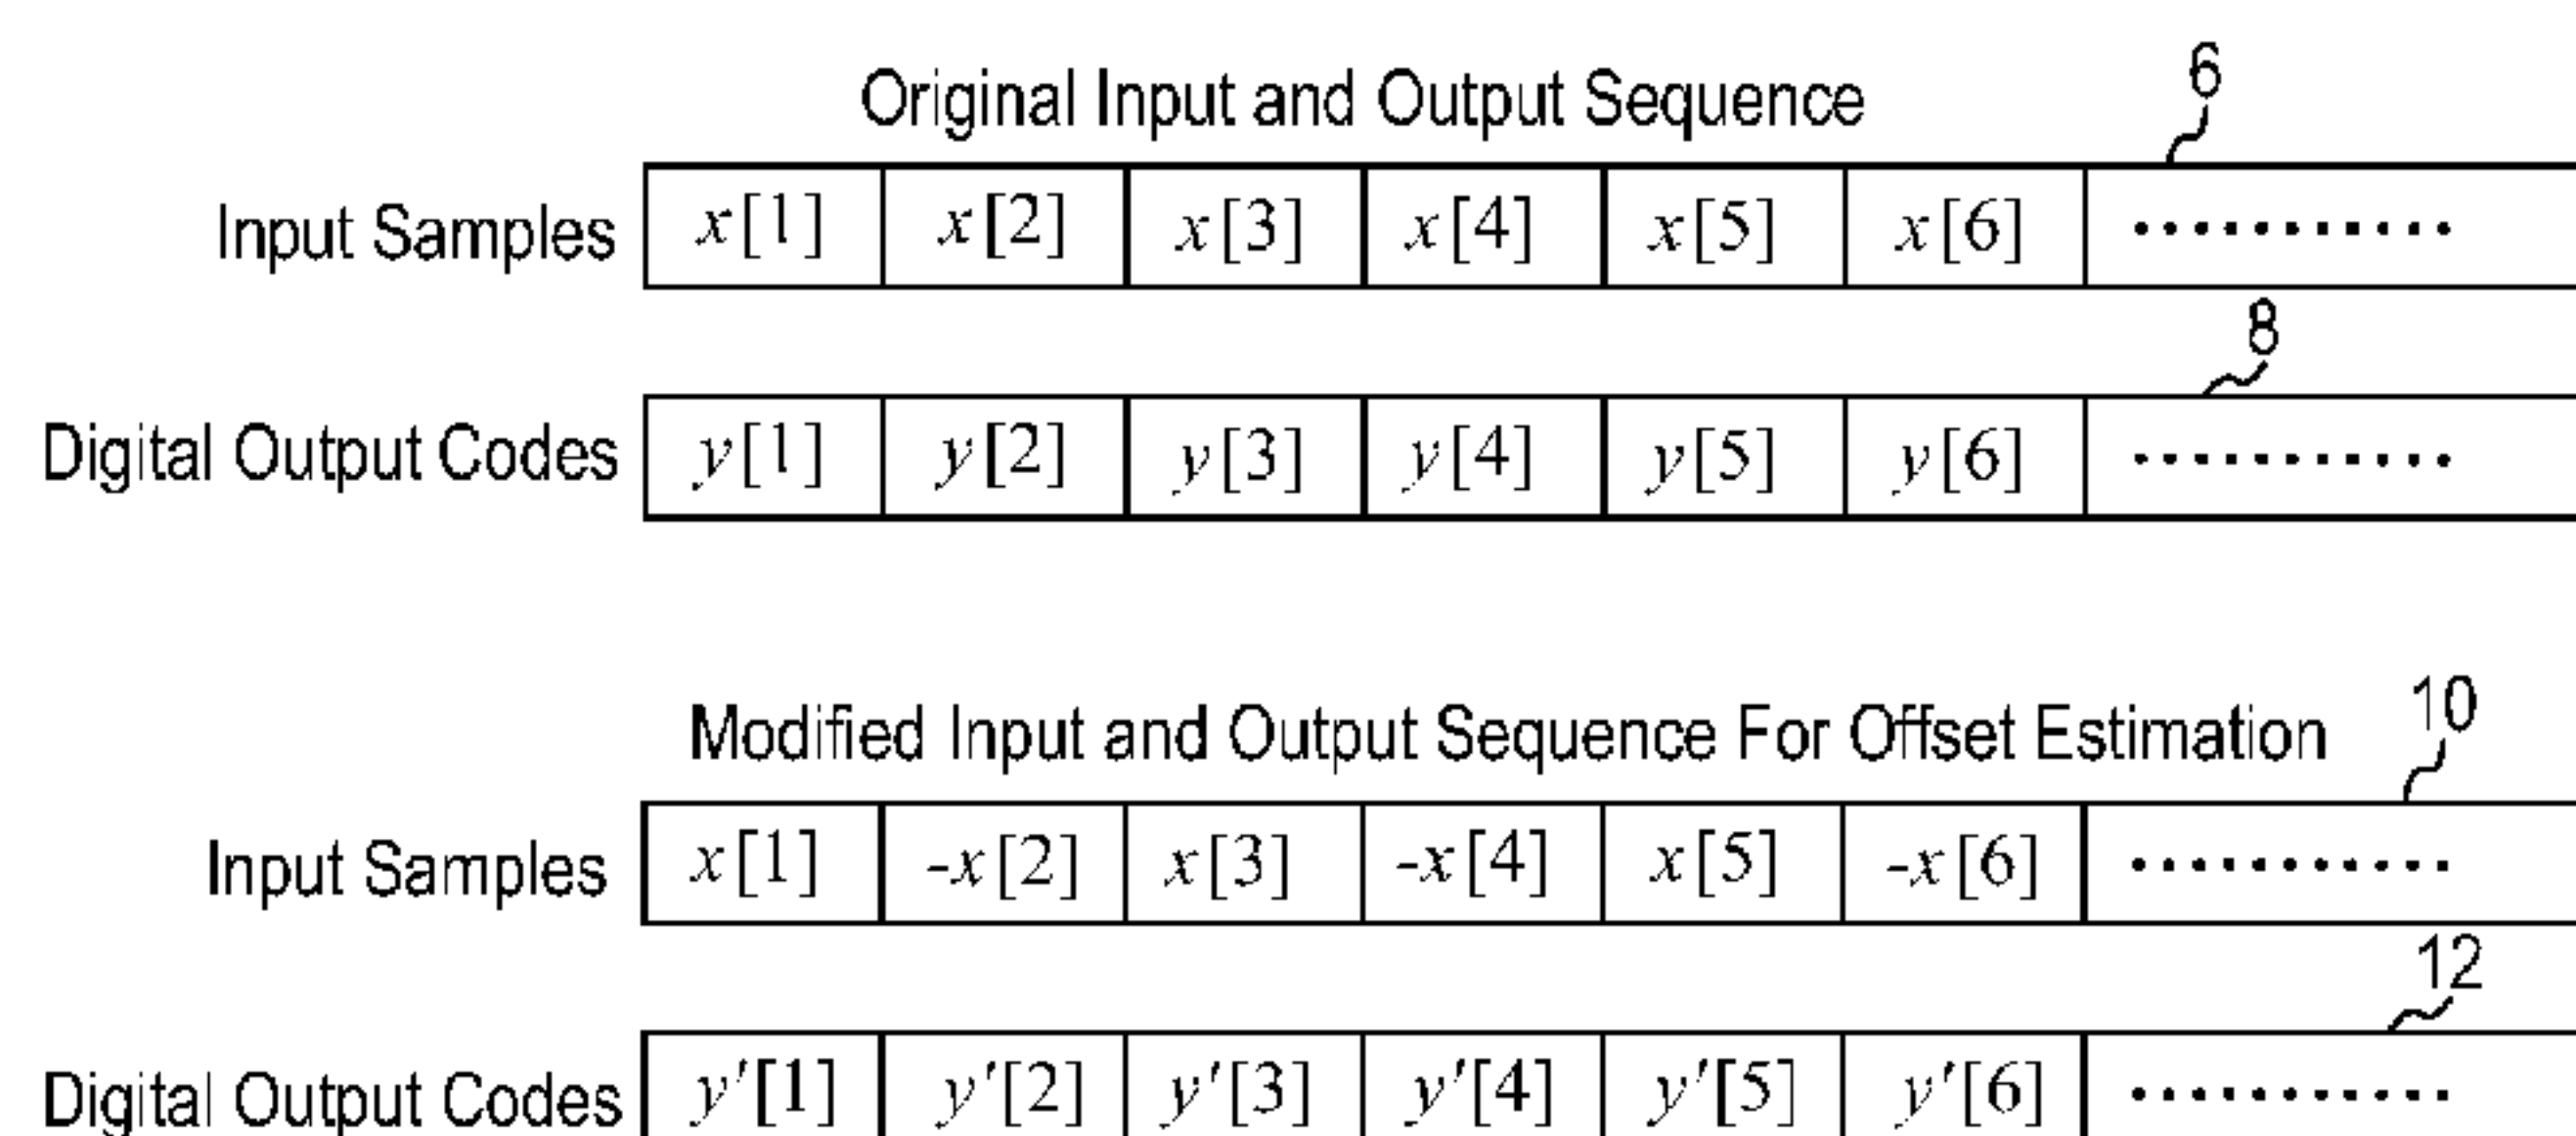 Original Input and Output Sequence
6
Input Samples x[1] x[2] x[3] x[4] x[5] x[6] ...........
8
Digital Output Codes y[1] y[2] y[3] y[4] y[5] y[6] ...........
Modified Input and Output Sequence For Offset Estimation
10
Input Samples x[1] -x[2] x[3] -x[4] x[5] -x[6] ...........
12
Digital Output Codes y'[1] y'[2] y'[3] y'[4] y'[5] y'[6] ...........